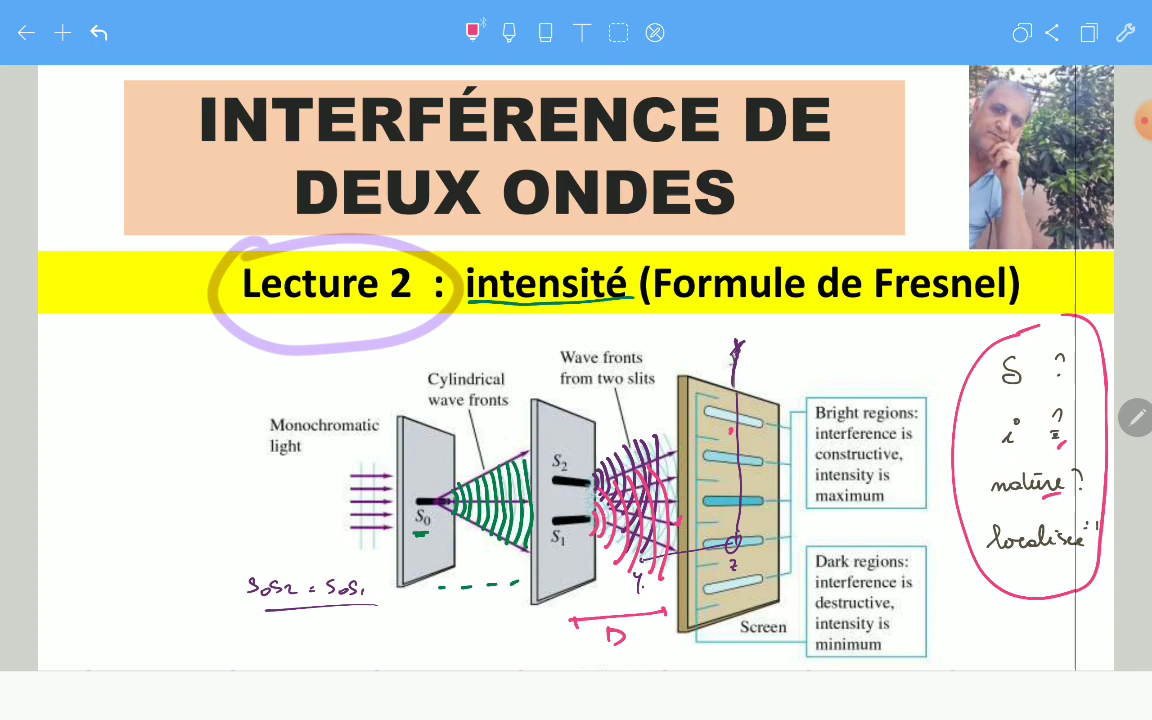 INTERFÉRENCE DE
DEUX ONDES
Lecture 2 : intensité (Formule de Fresnel)
Wave fronts
from two slits
Cylindrical
wave fronts
Monochromatic
light
S₀
S₂
S₁
Bright regions:
interference is
constructive,
intensity is
maximum
Dark regions:
interference is
destructive,
intensity is
minimum
Screen
S₀S₂ = S₀S₁
D
y
z
δ ?
i ?
nature ?
localisée